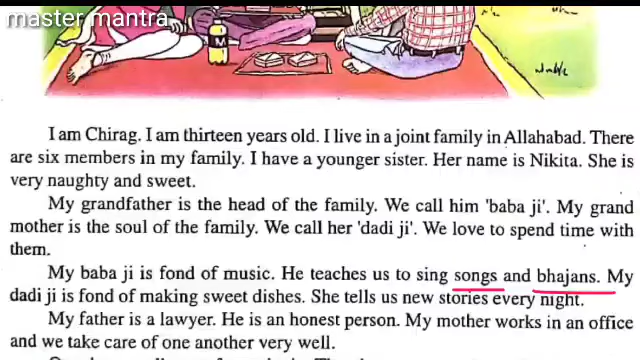 master mantra
M
I am Chirag. I am thirteen years old. I live in a joint family in Allahabad. There
are six members in my family. I have a younger sister. Her name is Nikita. She is
very naughty and sweet.
My grandfather is the head of the family. We call him 'baba ji'. My grand
mother is the soul of the family. We call her 'dadi ji'. We love to spend time with
them.
My baba ji is fond of music. He teaches us to sing songs and bhajans. My
dadi ji is fond of making sweet dishes. She tells us new stories every night.
My father is a lawyer. He is an honest person. My mother works in an office
and we take care of one another very well.